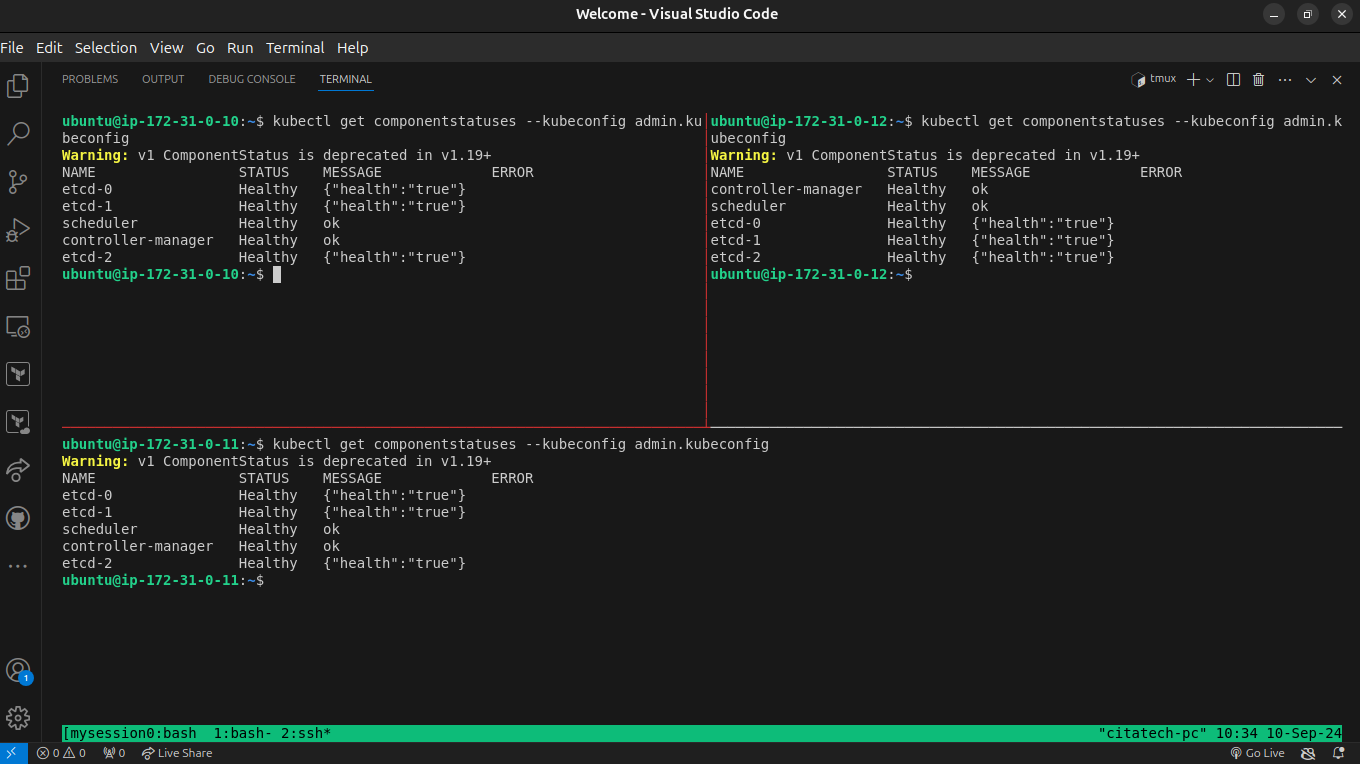 Welcome - Visual Studio Code
File Edit Selection View Go Run Terminal Help
PROBLEMS OUTPUT DEBUG CONSOLE TERMINAL
tmux
ubuntu@ip-172-31-0-10:~$ kubectl get componentstatuses --kubeconfig admin.ku
beconfig
Warning: v1 ComponentStatus is deprecated in v1.19+
NAME STATUS MESSAGE ERROR
etcd-0 Healthy {"health":"true"}
etcd-1 Healthy {"health":"true"}
scheduler Healthy ok
controller-manager Healthy ok
etcd-2 Healthy {"health":"true"}
ubuntu@ip-172-31-0-10:~$
ubuntu@ip-172-31-0-12:~$ kubectl get componentstatuses --kubeconfig admin.k
ubeconfig
Warning: v1 ComponentStatus is deprecated in v1.19+
NAME STATUS MESSAGE ERROR
controller-manager Healthy ok
scheduler Healthy ok
etcd-0 Healthy {"health":"true"}
etcd-1 Healthy {"health":"true"}
etcd-2 Healthy {"health":"true"}
ubuntu@ip-172-31-0-12:~$
ubuntu@ip-172-31-0-11:~$ kubectl get componentstatuses --kubeconfig admin.kubeconfig
Warning: v1 ComponentStatus is deprecated in v1.19+
NAME STATUS MESSAGE ERROR
etcd-0 Healthy {"health":"true"}
etcd-1 Healthy {"health":"true"}
scheduler Healthy ok
controller-manager Healthy ok
etcd-2 Healthy {"health":"true"}
ubuntu@ip-172-31-0-11:~$
1
[mysession0:bash 1:bash- 2:ssh* "citatech-pc" 10:34 10-Sep-24
0 0 0 Live Share Go Live